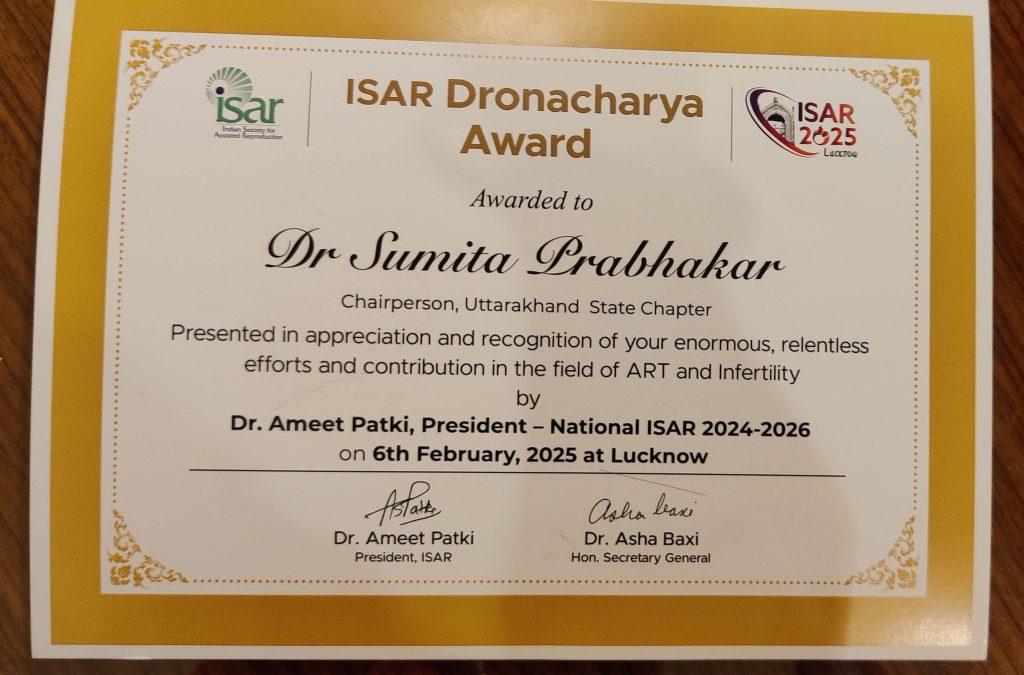 isar
Indian Society for
Assisted Reproduction
ISAR Dronacharya
Award
ISAR
2025
Lucknow
Awarded to
Dr Sumita Prabhakar
Chairperson, Uttarakhand State Chapter
Presented in appreciation and recognition of your enormous, relentless
efforts and contribution in the field of ART and Infertility
by
Dr. Ameet Patki, President – National ISAR 2024-2026
on 6th February, 2025 at Lucknow
ASPatki
Asha Baxi
Dr. Ameet Patki
President, ISAR
Dr. Asha Baxi
Hon. Secretary General